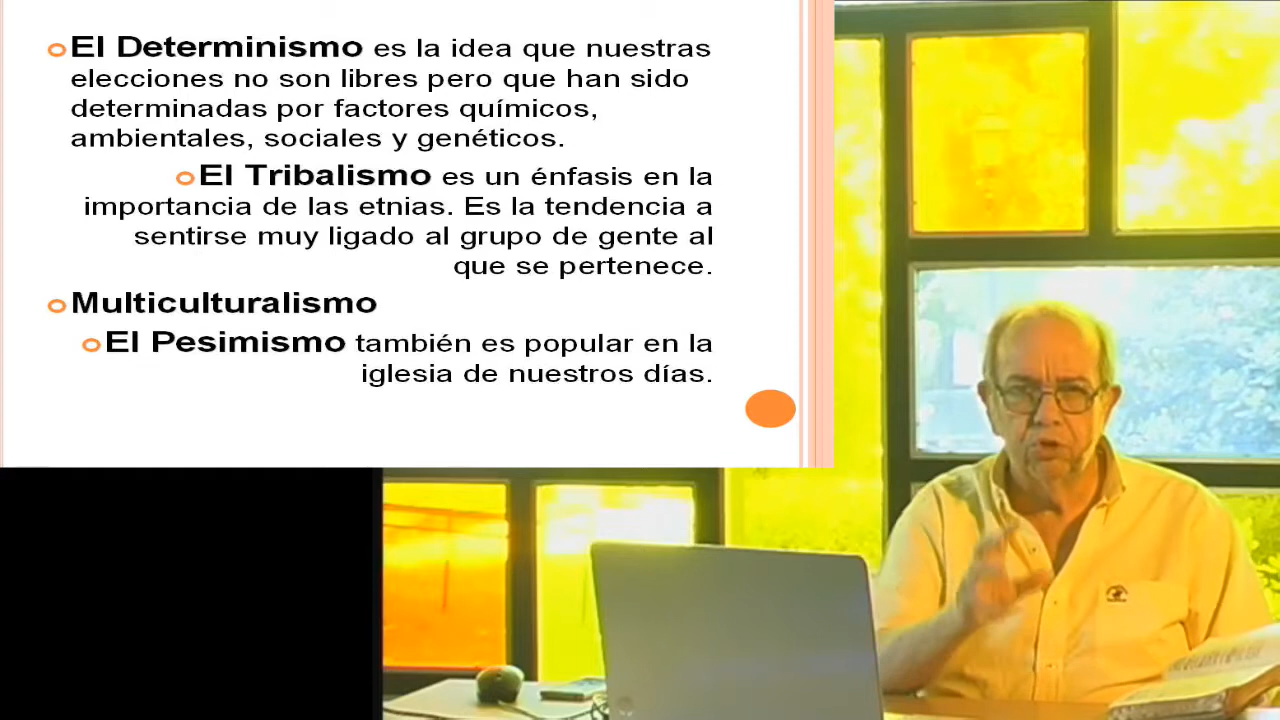 El Determinismo es la idea que nuestras
elecciones no son libres pero que han sido
determinadas por factores químicos,
ambientales, sociales y genéticos.
El Tribalismo es un énfasis en la
importancia de las etnias. Es la tendencia a
sentirse muy ligado al grupo de gente al
que se pertenece.
Multiculturalismo
El Pesimismo también es popular en la
iglesia de nuestros días.